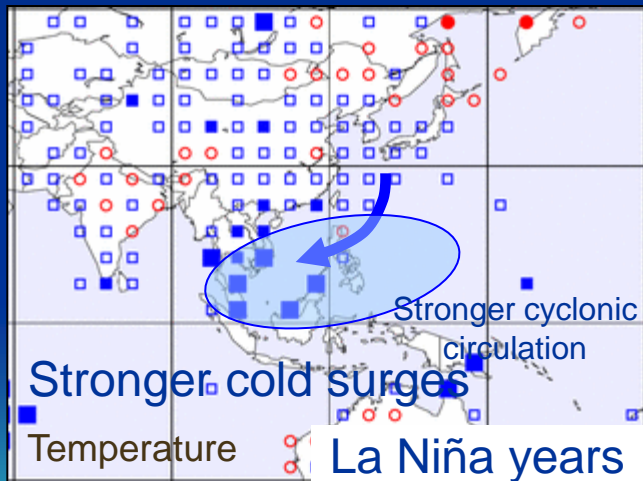 Stronger cyclonic
circulation
Stronger cold surges
Temperature
La Niña years